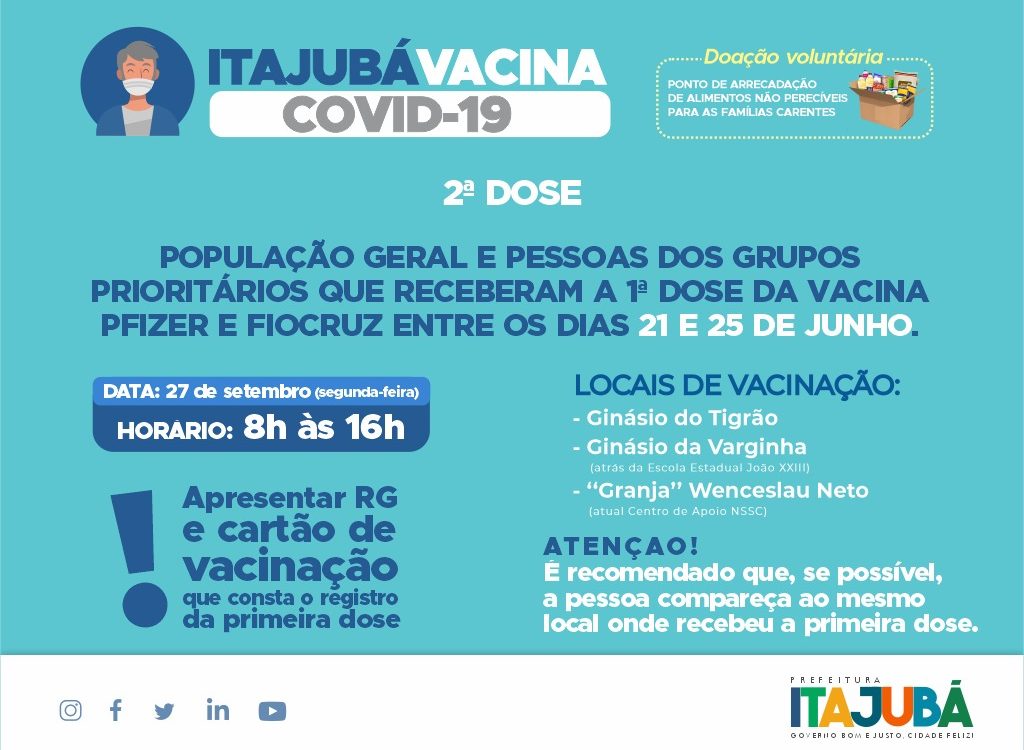 ITAJUBÁVACINA
COVID-19
Doação voluntária
PONTO DE ARRECADAÇÃO
DE ALIMENTOS NÃO PERECÍVEIS
PARA AS FAMÍLIAS CARENTES
2ª DOSE
POPULAÇÃO GERAL E PESSOAS DOS GRUPOS
PRIORITÁRIOS QUE RECEBERAM A 1ª DOSE DA VACINA
PFIZER E FIOCRUZ ENTRE OS DIAS 21 E 25 DE JUNHO.
DATA: 27 de setembro (segunda-feira)
HORÁRIO: 8h às 16h
Apresentar RG
e cartão de
vacinação
que consta o registro
da primeira dose
LOCAIS DE VACINAÇÃO:
- Ginásio do Tigrão
- Ginásio da Varginha
(atrás da Escola Estadual João XXIII)
- “Granja” Wenceslau Neto
(atual Centro de Apoio NSSC)
ATENÇAO!
É recomendado que, se possível,
a pessoa compareça ao mesmo
local onde recebeu a primeira dose.
PREFEITURA
ITAJUBÁ
GOVERNO BOM E JUSTO, CIDADE FELIZ!